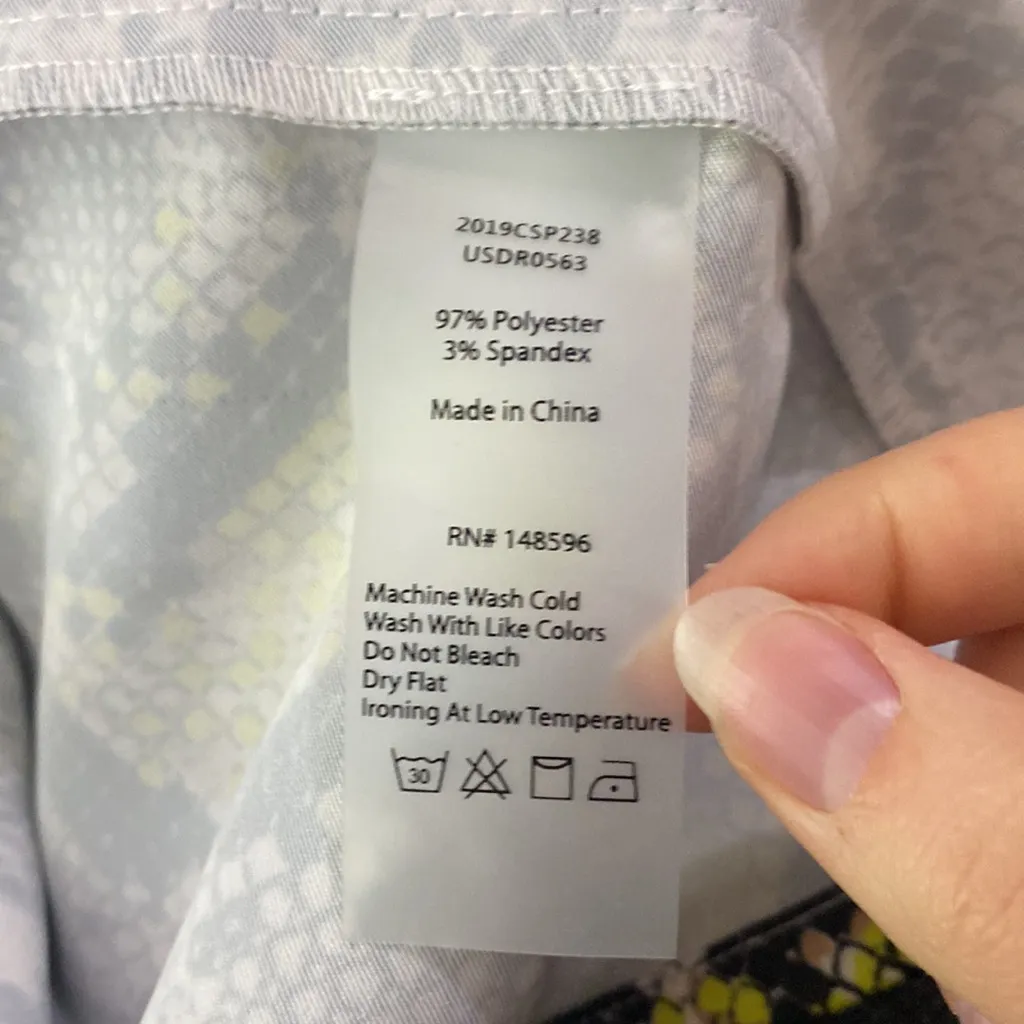 2019CSP238
USDR0563
97% Polyester
3% Spandex
Made in China
RN# 148596
Machine Wash Cold
Wash With Like Colors
Do Not Bleach
Dry Flat
Ironing At Low Temperature
30